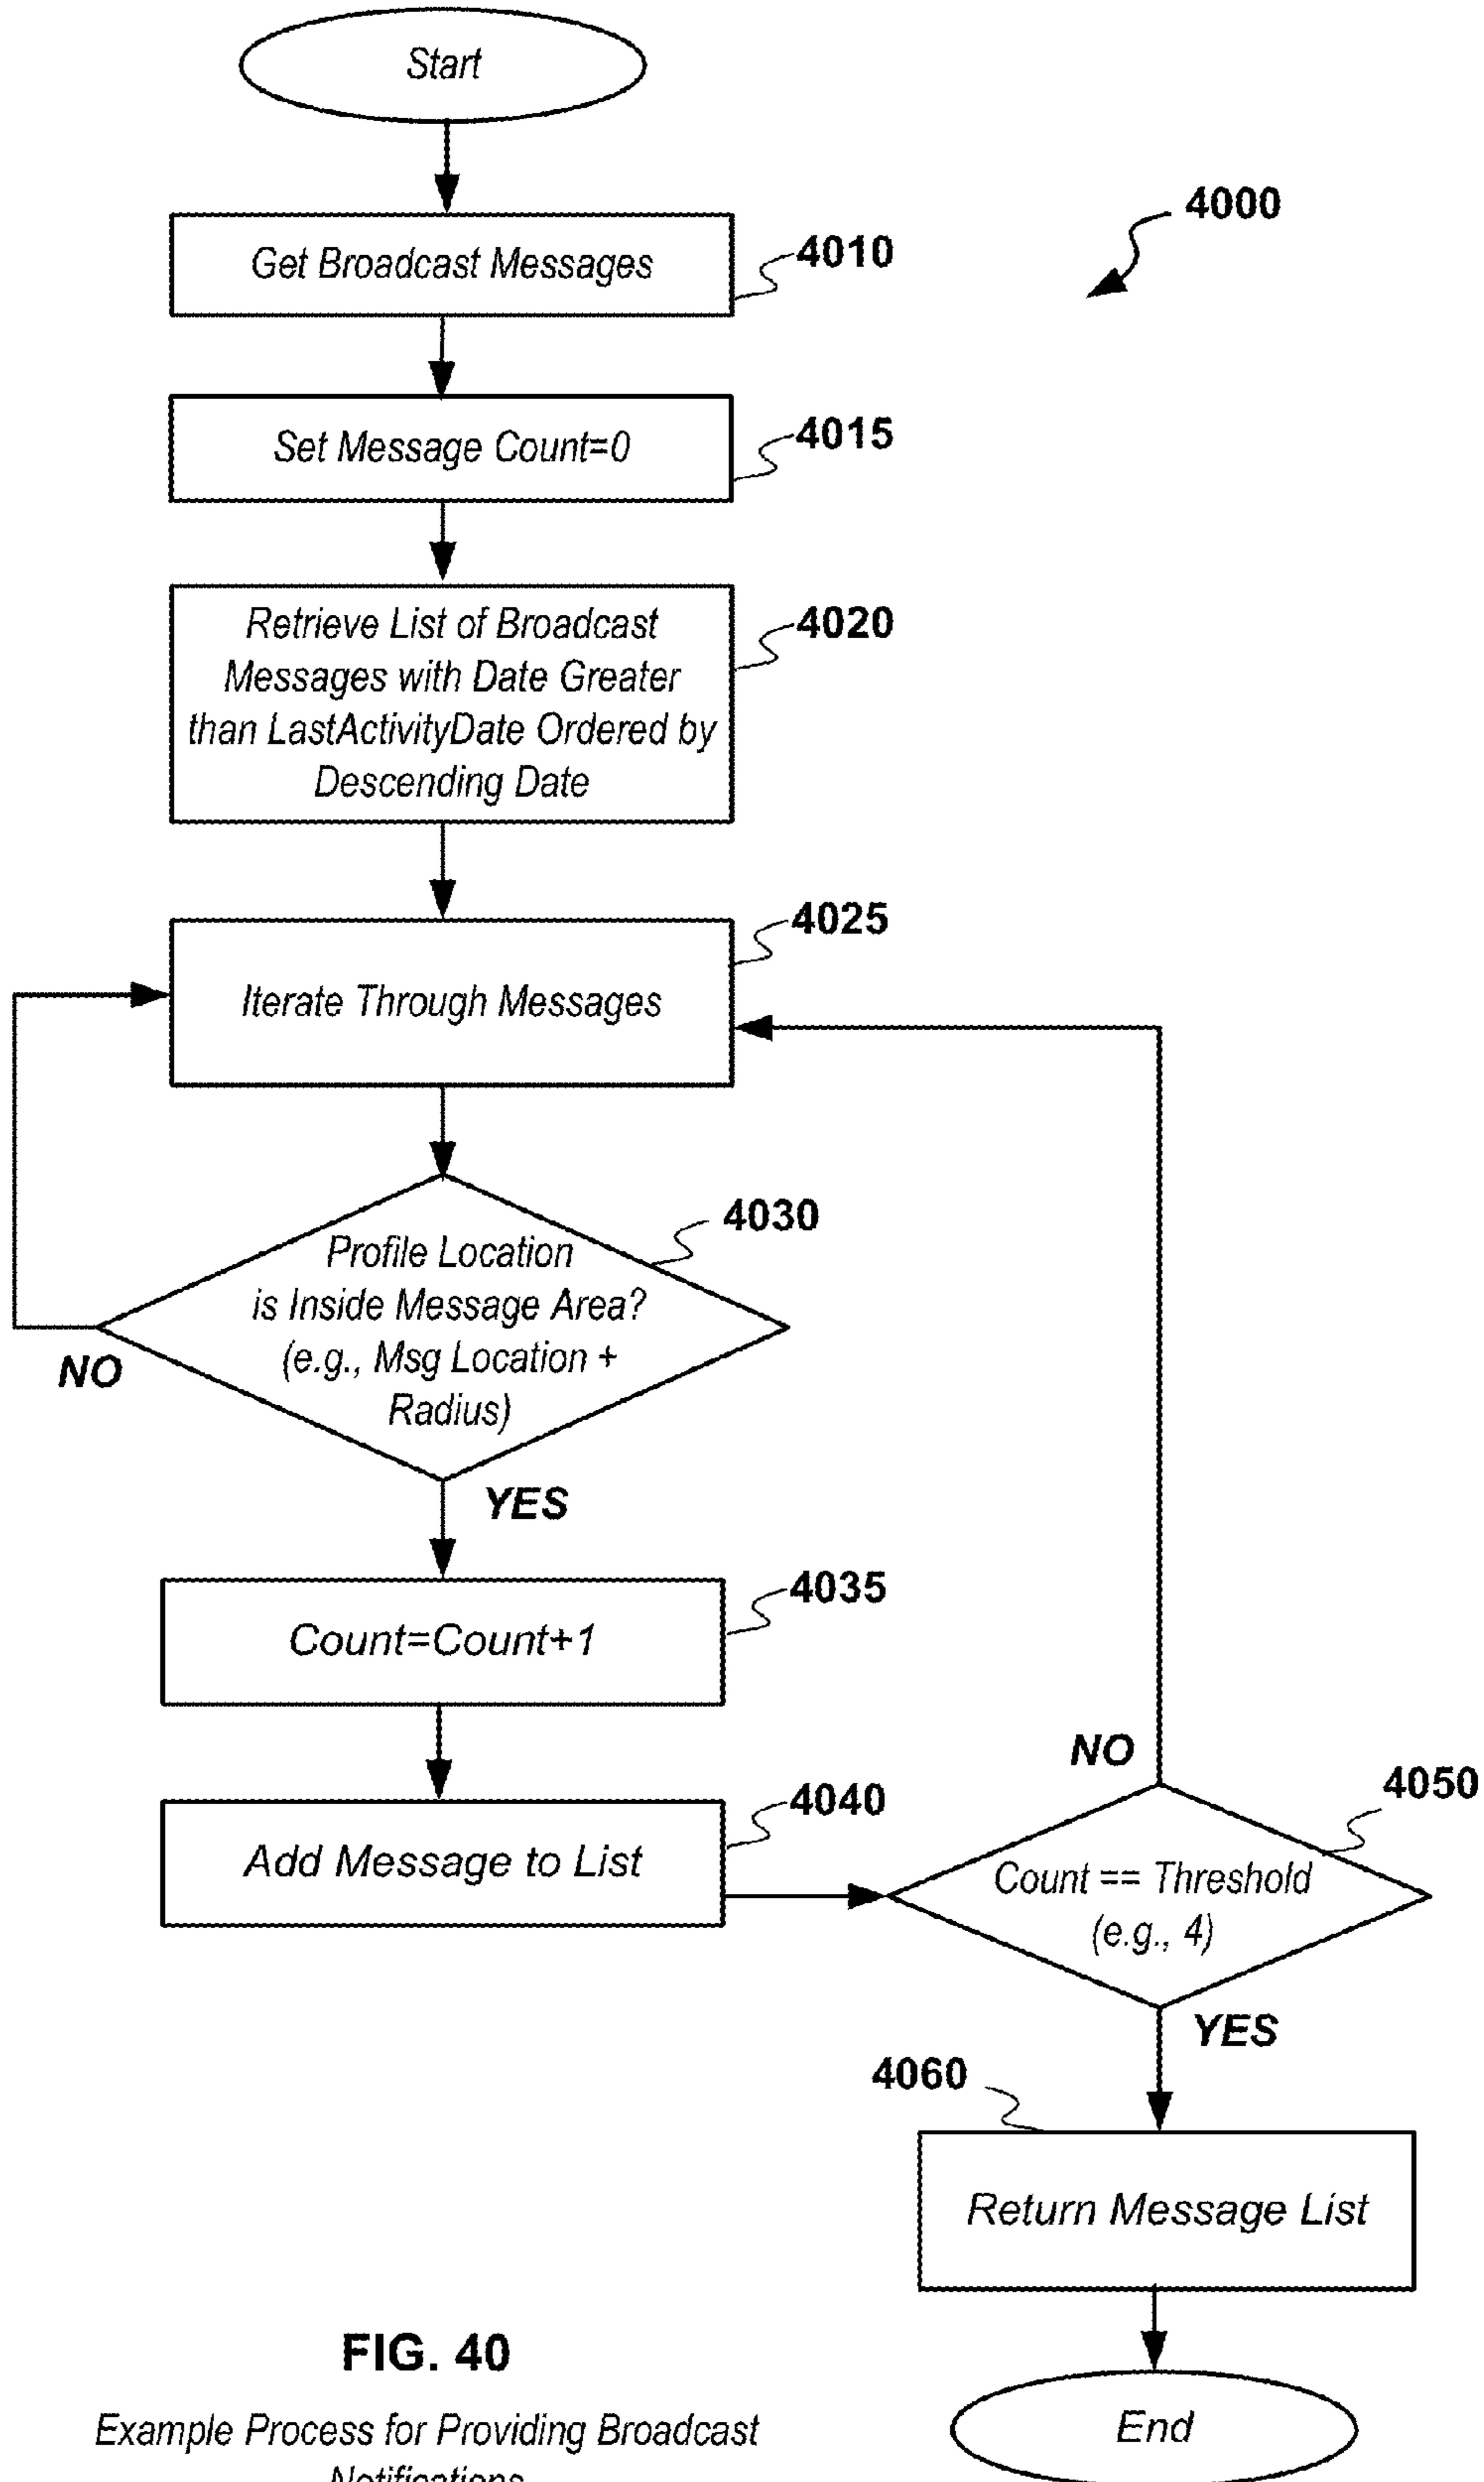 Start
4000
Get Broadcast Messages
4010
Set Message Count=0
4015
Retrieve List of Broadcast
Messages with Date Greater
than LastActivityDate Ordered by
Descending Date
4020
Iterate Through Messages
4025
Profile Location
is Inside Message Area?
(e.g., Msg Location +
Radius)
4030
NO
YES
Count=Count+1
4035
Add Message to List
4040
NO
Count == Threshold
(e.g., 4)
4050
YES
4060
Return Message List
End
FIG. 40
Example Process for Providing Broadcast
Notifications